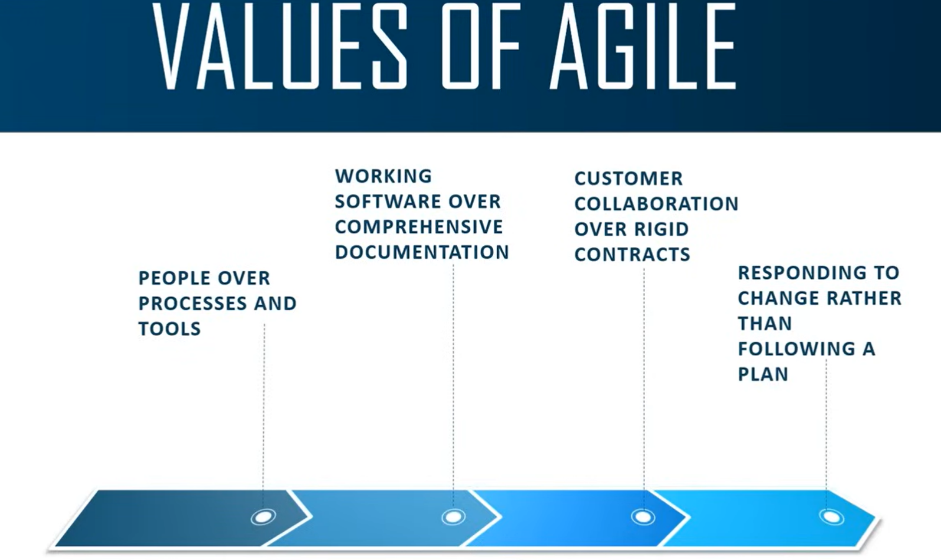 VALUES OF AGILE
PEOPLE OVER
PROCESSES AND
TOOLS
WORKING
SOFTWARE OVER
COMPREHENSIVE
DOCUMENTATION
CUSTOMER
COLLABORATION
OVER RIGID
CONTRACTS
RESPONDING TO
CHANGE RATHER
THAN
FOLLOWING A
PLAN